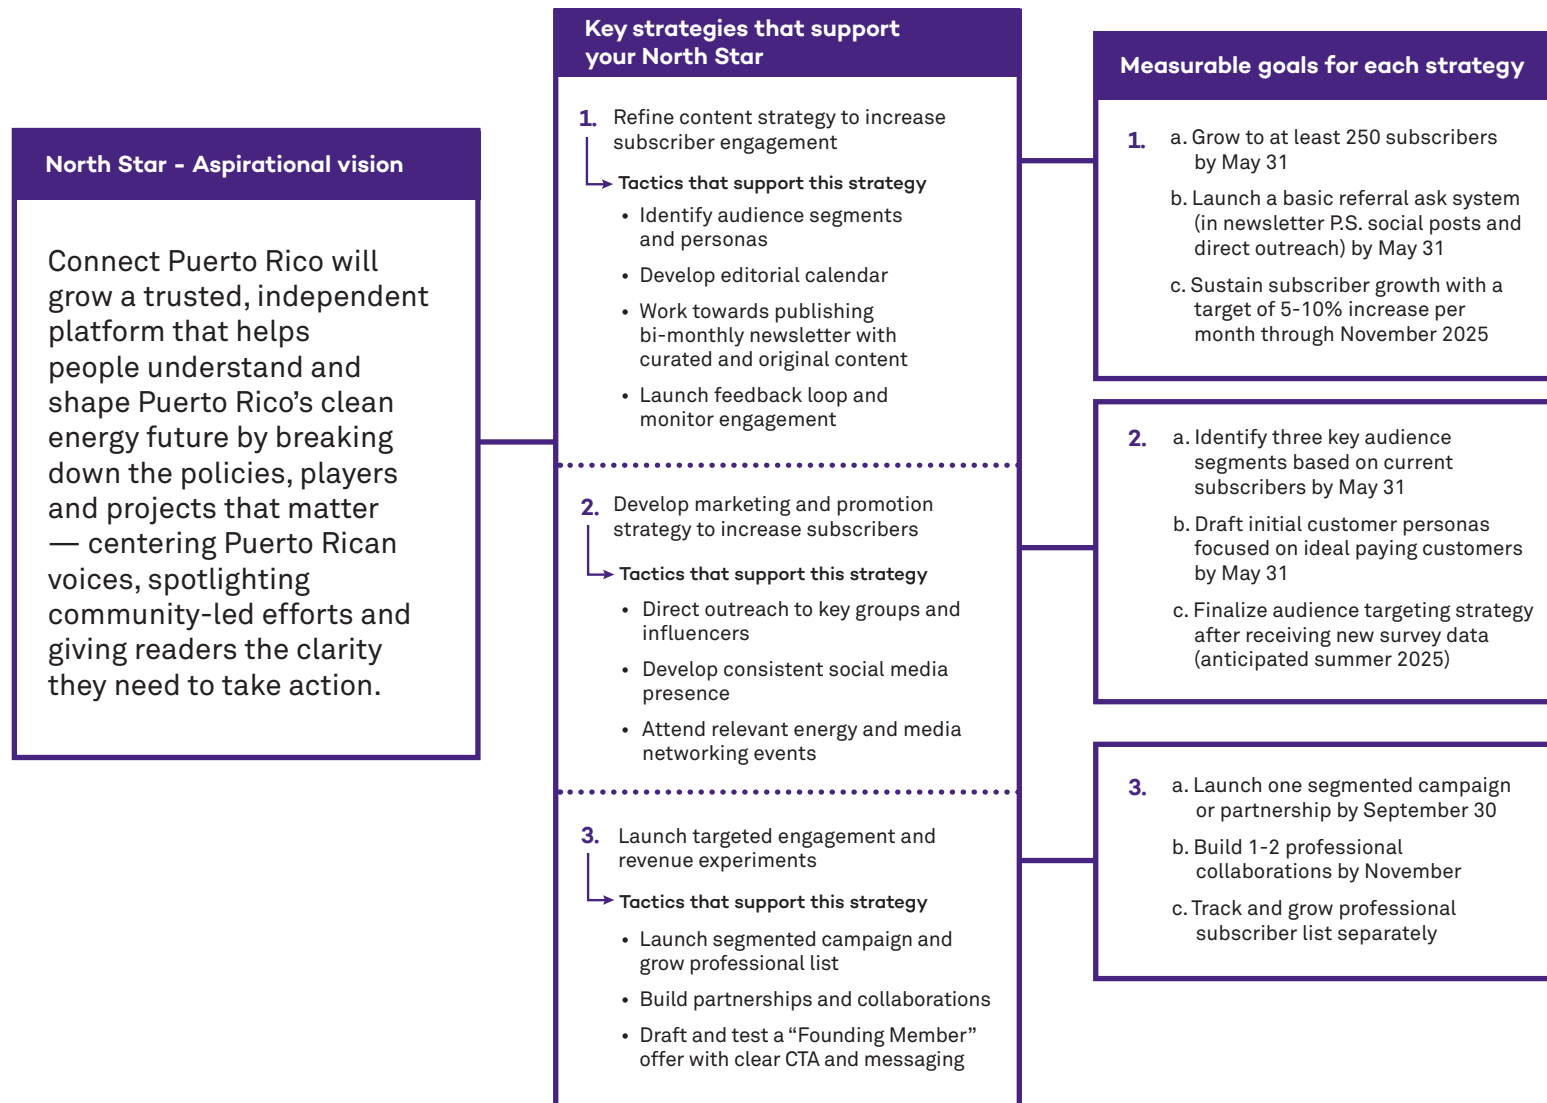 North Star - Aspirational vision
Connect Puerto Rico will
grow a trusted, independent
platform that helps
people understand and
shape Puerto Rico’s clean
energy future by breaking
down the policies, players
and projects that matter
— centering Puerto Rican
voices, spotlighting
community-led efforts and
giving readers the clarity
they need to take action.
Key strategies that support
your North Star
1. Refine content strategy to increase
subscriber engagement
Tactics that support this strategy
• Identify audience segments
and personas
• Develop editorial calendar
• Work towards publishing
bi-monthly newsletter with
curated and original content
• Launch feedback loop and
monitor engagement
2. Develop marketing and promotion
strategy to increase subscribers
Tactics that support this strategy
• Direct outreach to key groups and
influencers
• Develop consistent social media
presence
• Attend relevant energy and media
networking events
3. Launch targeted engagement and
revenue experiments
Tactics that support this strategy
• Launch segmented campaign and
grow professional list
• Build partnerships and collaborations
• Draft and test a “Founding Member”
offer with clear CTA and messaging
Measurable goals for each strategy
1. a. Grow to at least 250 subscribers
by May 31
b. Launch a basic referral ask system
(in newsletter P.S. social posts and
direct outreach) by May 31
c. Sustain subscriber growth with a
target of 5-10% increase per
month through November 2025
2. a. Identify three key audience
segments based on current
subscribers by May 31
b. Draft initial customer personas
focused on ideal paying customers
by May 31
c. Finalize audience targeting strategy
after receiving new survey data
(anticipated summer 2025)
3. a. Launch one segmented campaign
or partnership by September 30
b. Build 1-2 professional
collaborations by November
c. Track and grow professional
subscriber list separately